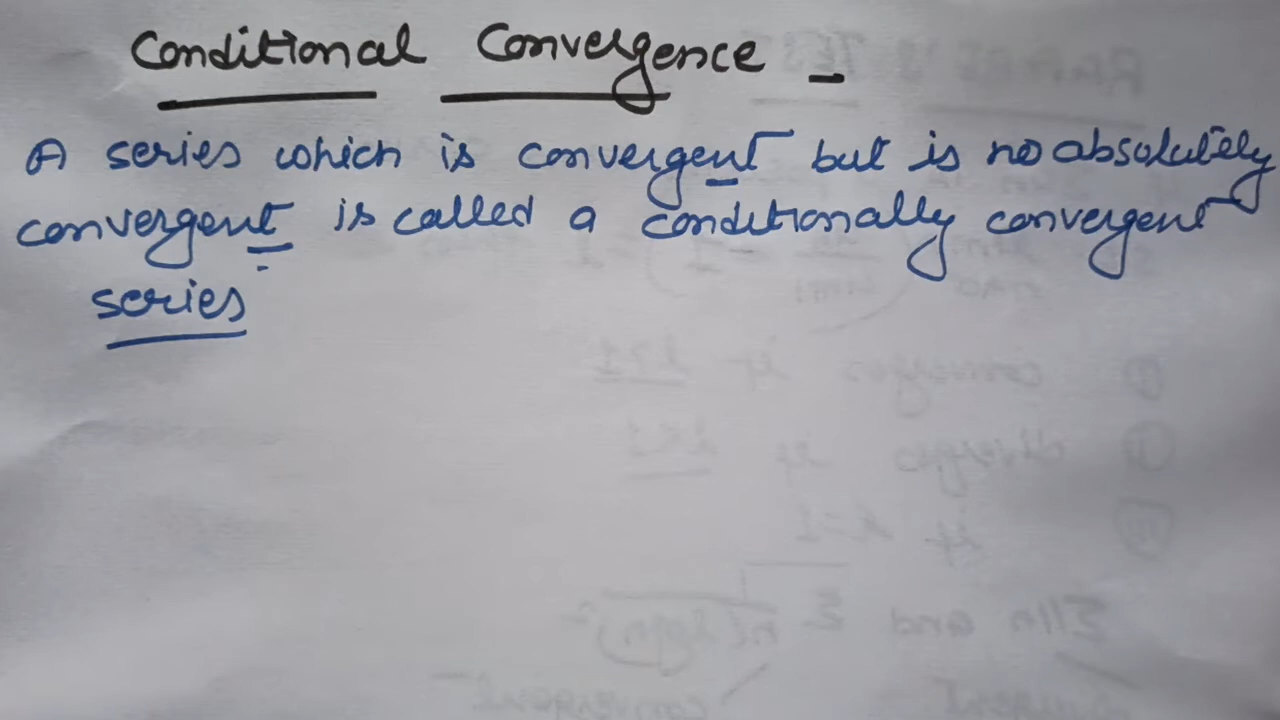 Conditional Convergence -
A series which is convergent but is no absolutely
convergent is called a conditionally convergent
series